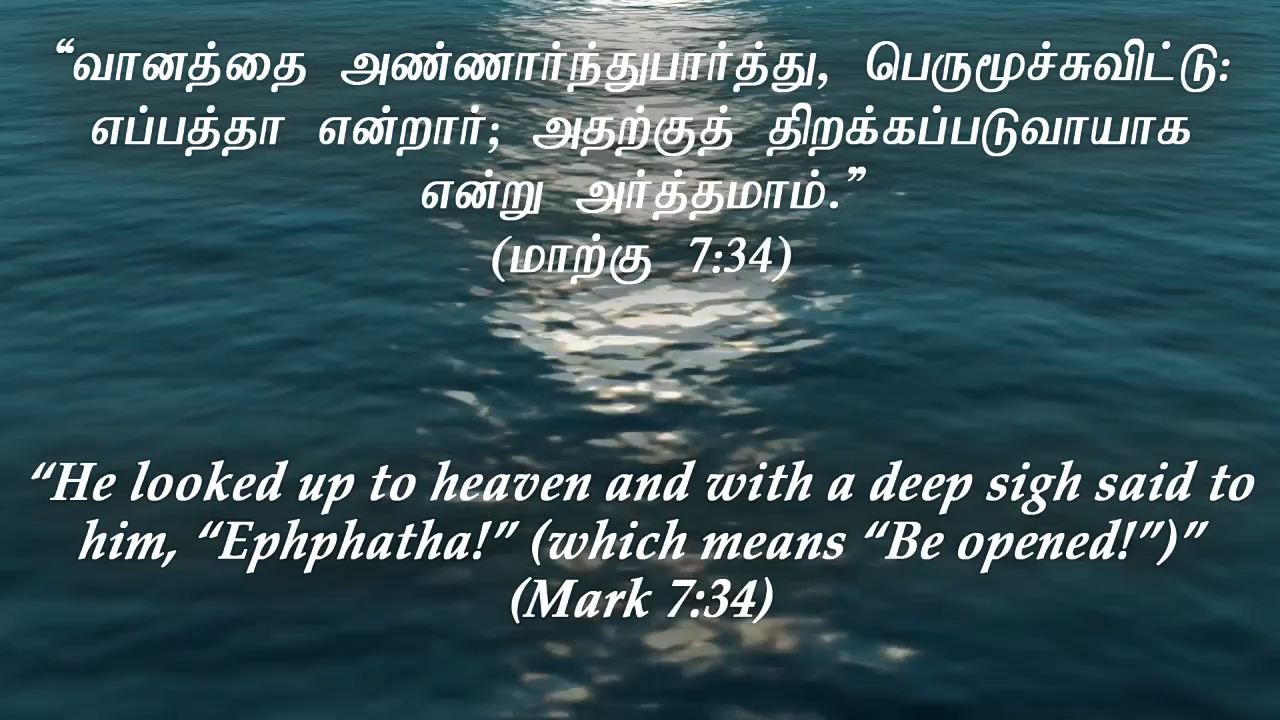 “வானத்தை அண்ணார்ந்துபார்த்து, பெருமூச்சுவிட்டு:
எப்பத்தா என்றார்; அதற்குத் திறக்கப்படுவாயாக
என்று அர்த்தமாம்.”
(மாற்கு 7:34)
“He looked up to heaven and with a deep sigh said to
him, “Ephphatha!” (which means “Be opened!”)”
(Mark 7:34)